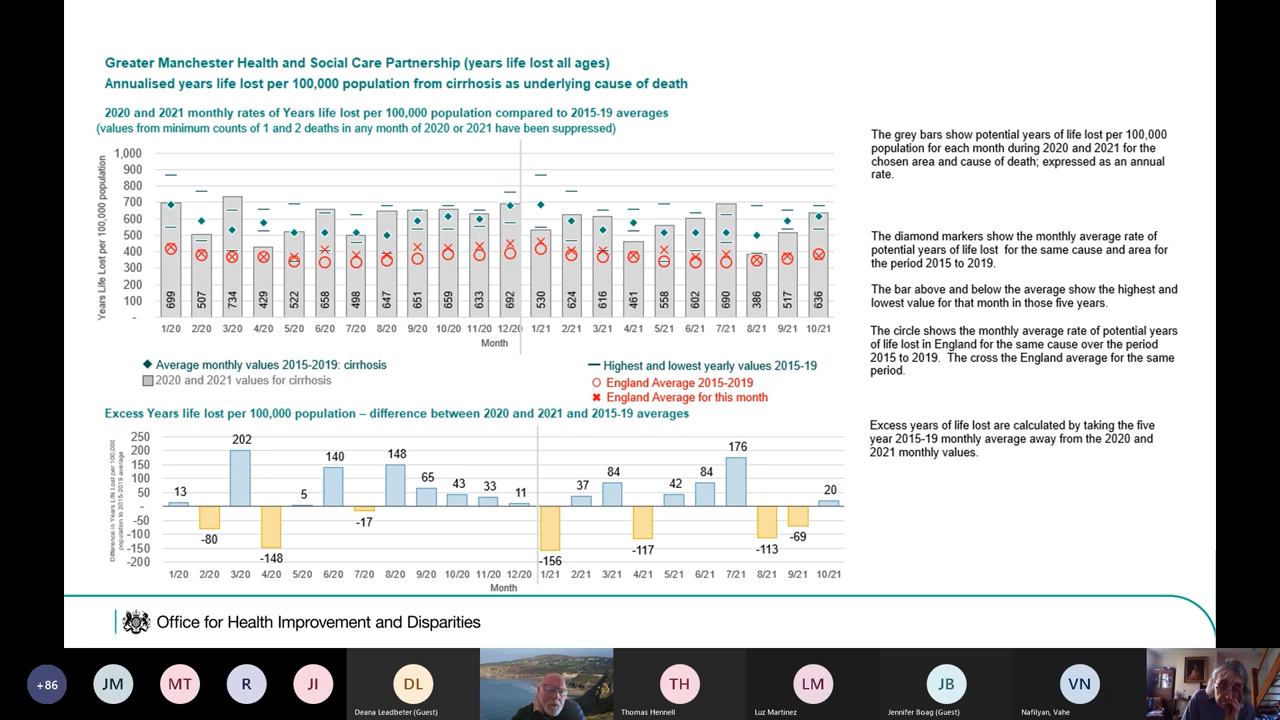 Greater Manchester Health and Social Care Partnership (years life lost all ages)
Annualised years life lost per 100,000 population from cirrhosis as underlying cause of death
2020 and 2021 monthly rates of Years life lost per 100,000 population compared to 2015-19 averages
(values from minimum counts of 1 and 2 deaths in any month of 2020 or 2021 have been suppressed)
Years Life Lost per 100,000 population
1,000
900
800
700
600
500
400
300
200
100
-
699 507 734 429 522 658 498 647 651 659 633 692 530 624 616 461 558 602 690 386 517 636
1/20 2/20 3/20 4/20 5/20 6/20 7/20 8/20 9/20 10/20 11/20 12/20 1/21 2/21 3/21 4/21 5/21 6/21 7/21 8/21 9/21 10/21
Month
Average monthly values 2015-2019: cirrhosis
2020 and 2021 values for cirrhosis
Highest and lowest yearly values 2015-19
England Average 2015-2019
England Average for this month
Excess Years life lost per 100,000 population – difference between 2020 and 2021 and 2015-19 averages
Difference in Years Life Lost per 100,000
population to 2015-2019 average
250
200
150
100
50
-
-50
-100
-150
-200
13 -80 202 -148 5 140 -17 148 65 43 33 11 -156 37 84 -117 42 84 176 -113 -69 20
1/20 2/20 3/20 4/20 5/20 6/20 7/20 8/20 9/20 10/20 11/20 12/20 1/21 2/21 3/21 4/21 5/21 6/21 7/21 8/21 9/21 10/21
Month
The grey bars show potential years of life lost per 100,000
population for each month during 2020 and 2021 for the
chosen area and cause of death; expressed as an annual
rate.
The diamond markers show the monthly average rate of
potential years of life lost for the same cause and area for
the period 2015 to 2019.
The bar above and below the average show the highest and
lowest value for that month in those five years.
The circle shows the monthly average rate of potential years
of life lost in England for the same cause over the period
2015 to 2019. The cross the England average for the same
period.
Excess years of life lost are calculated by taking the five
year 2015-19 monthly average away from the 2020 and
2021 monthly values.
Office for Health Improvement and Disparities
+86
JM
MT
R
JI
DL
Deana Leadbeter (Guest)
TH
Thomas Hennell
LM
Luz Martinez
JB
Jennifer Boag (Guest)
VN
Nafilyan, Vahe